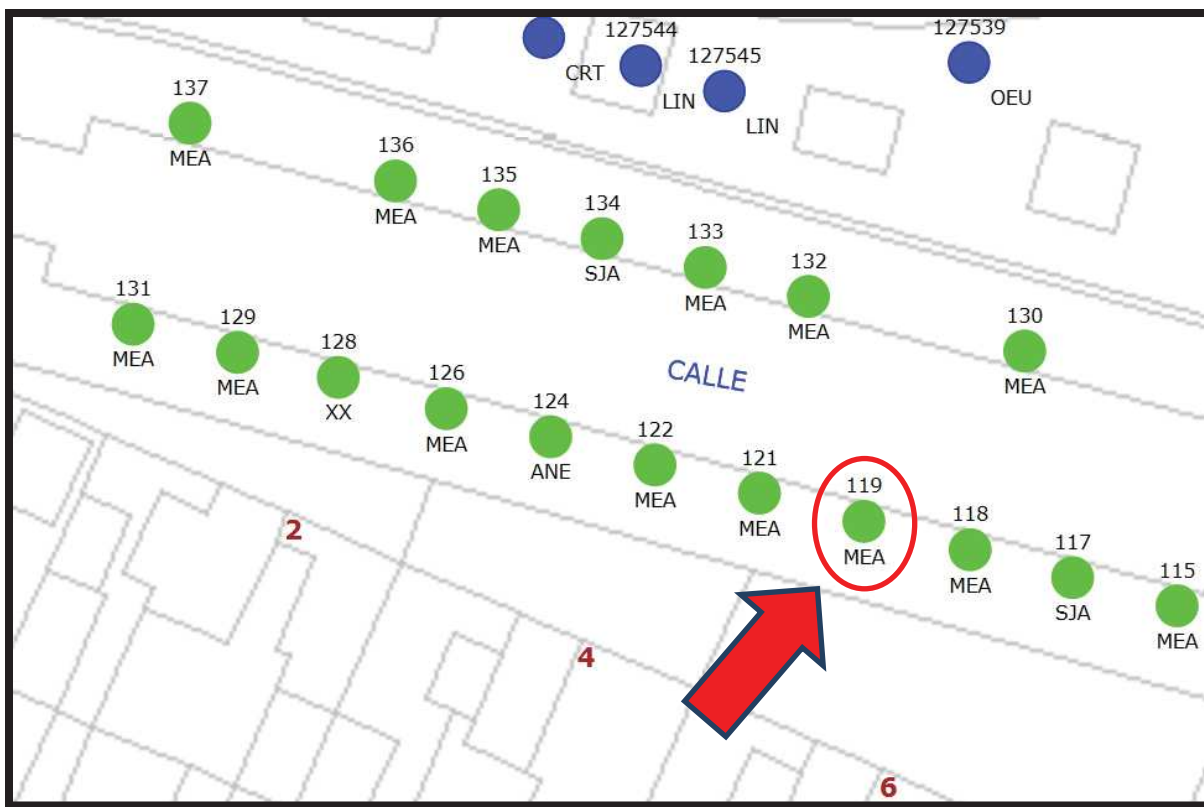 127544
127539
127545
CRT
LIN
LIN
OEU
137
MEA
136
MEA
135
MEA
134
SJA
133
MEA
132
MEA
130
MEA
131
MEA
129
MEA
128
XX
126
MEA
124
ANE
CALLE
122
MEA
121
MEA
119
MEA
118
MEA
117
SJA
115
MEA
2
4
6